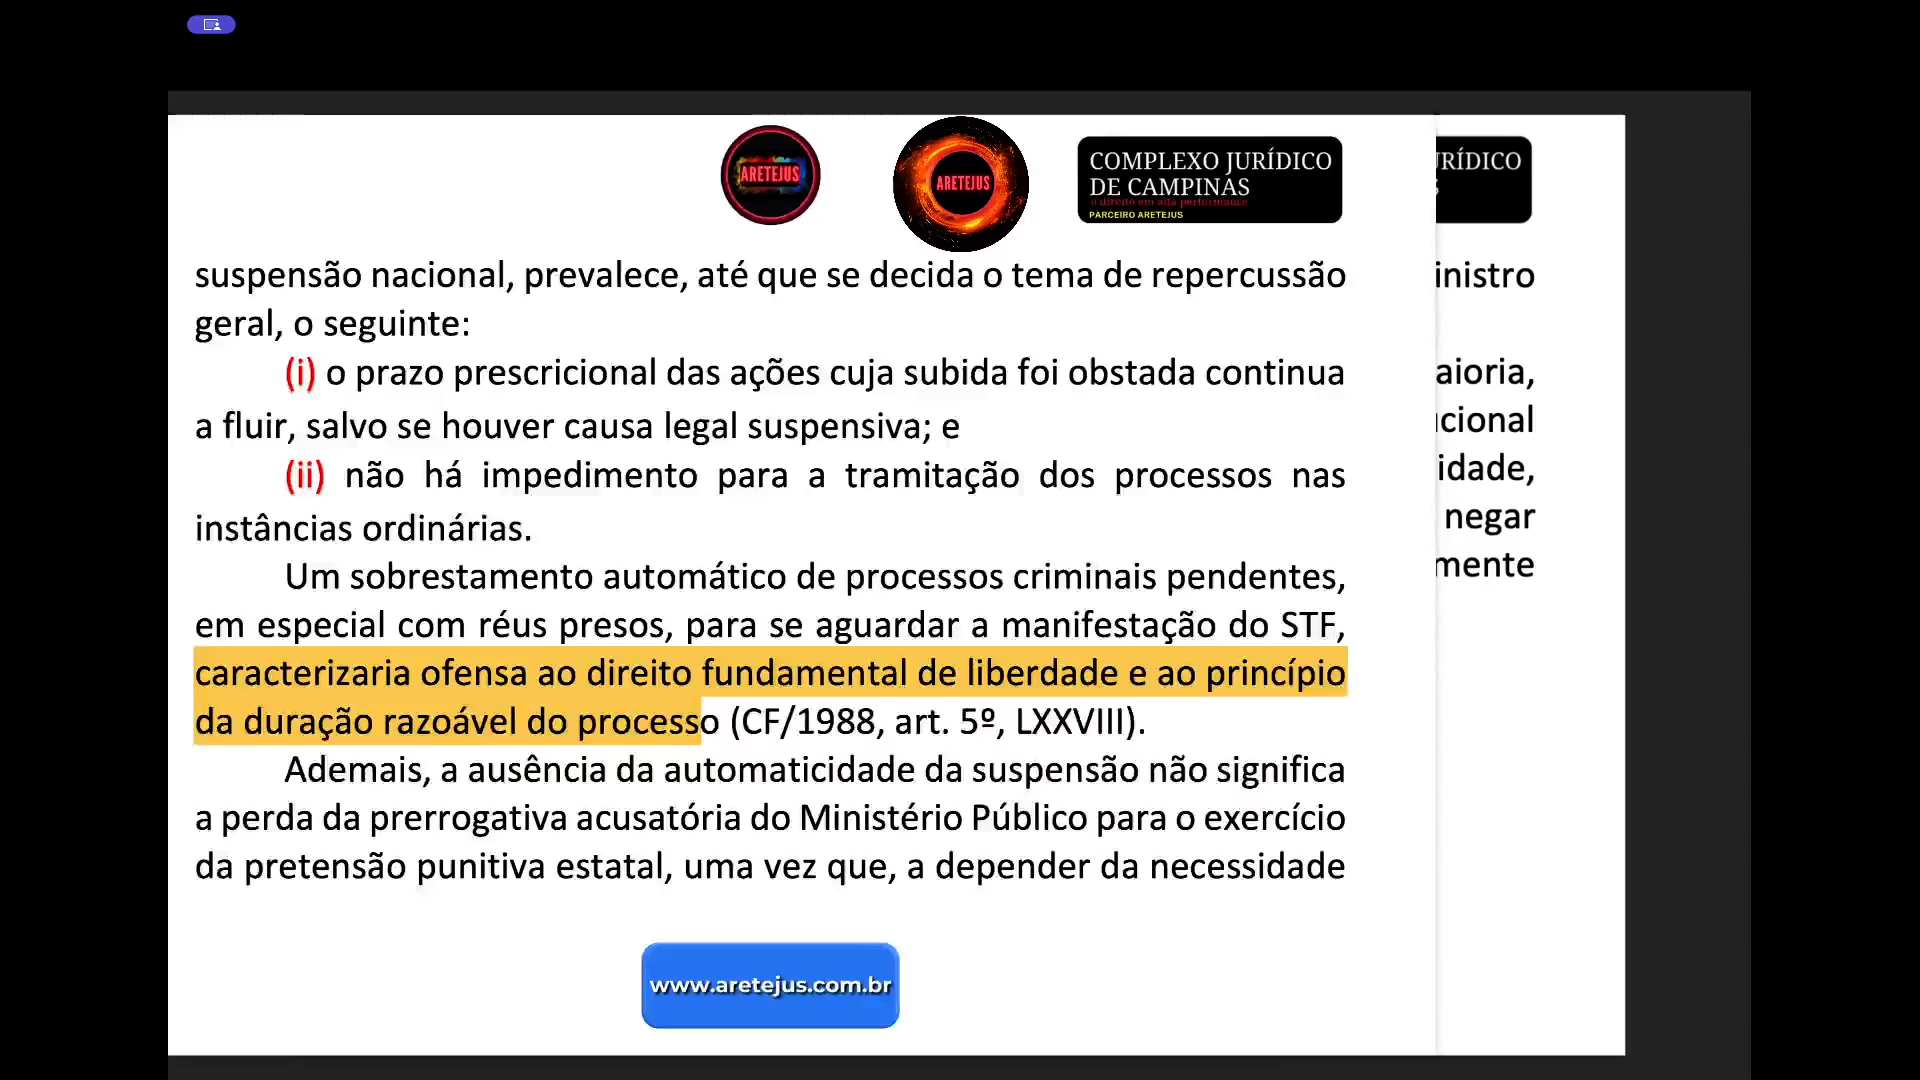 ARETEJUS
ARETEJUS
COMPLEXO JURÍDICO
DE CAMPINAS
o direito em alta performance
PARCEIRO ARETEJUS
RÍDICO
suspensão nacional, prevalece, até que se decida o tema de repercussão
geral, o seguinte:
(i) o prazo prescricional das ações cuja subida foi obstada continua
a fluir, salvo se houver causa legal suspensiva; e
(ii) não há impedimento para a tramitação dos processos nas
instâncias ordinárias.
Um sobrestamento automático de processos criminais pendentes,
em especial com réus presos, para se aguardar a manifestação do STF,
caracterizaria ofensa ao direito fundamental de liberdade e ao princípio
da duração razoável do processo (CF/1988, art. 5º, LXXVIII).
Ademais, a ausência da automaticidade da suspensão não significa
a perda da prerrogativa acusatória do Ministério Público para o exercício
da pretensão punitiva estatal, uma vez que, a depender da necessidade
inistro
aioria,
cional
idade,
negar
mente
www.aretejus.com.br